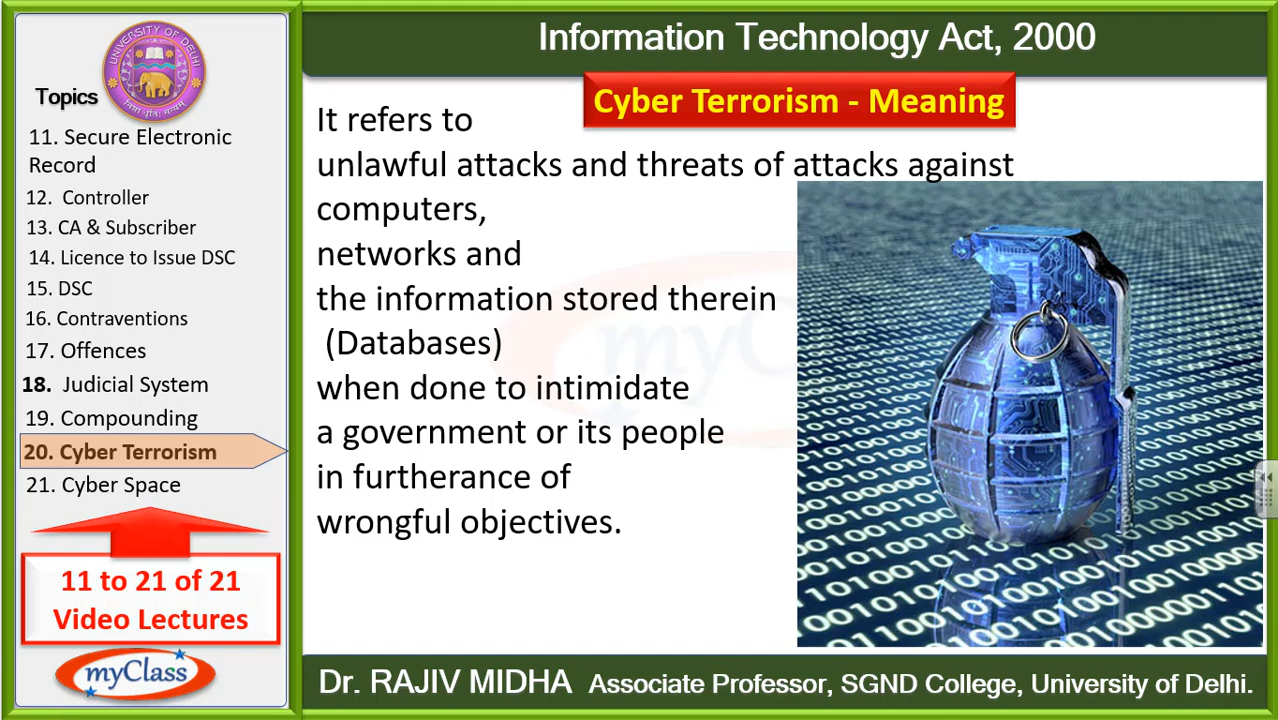 Information Technology Act, 2000
UNIVERSITY OF DELHI
Topics
11. Secure Electronic
Record
12. Controller
13. CA & Subscriber
14. Licence to Issue DSC
15. DSC
16. Contraventions
17. Offences
18. Judicial System
19. Compounding
20. Cyber Terrorism
21. Cyber Space
11 to 21 of 21
Video Lectures
myClass
Cyber Terrorism - Meaning
It refers to
unlawful attacks and threats of attacks against
computers,
networks and
the information stored therein
(Databases)
when done to intimidate
a government or its people
in furtherance of
wrongful objectives.
Dr. RAJIV MIDHA Associate Professor, SGND College, University of Delhi.